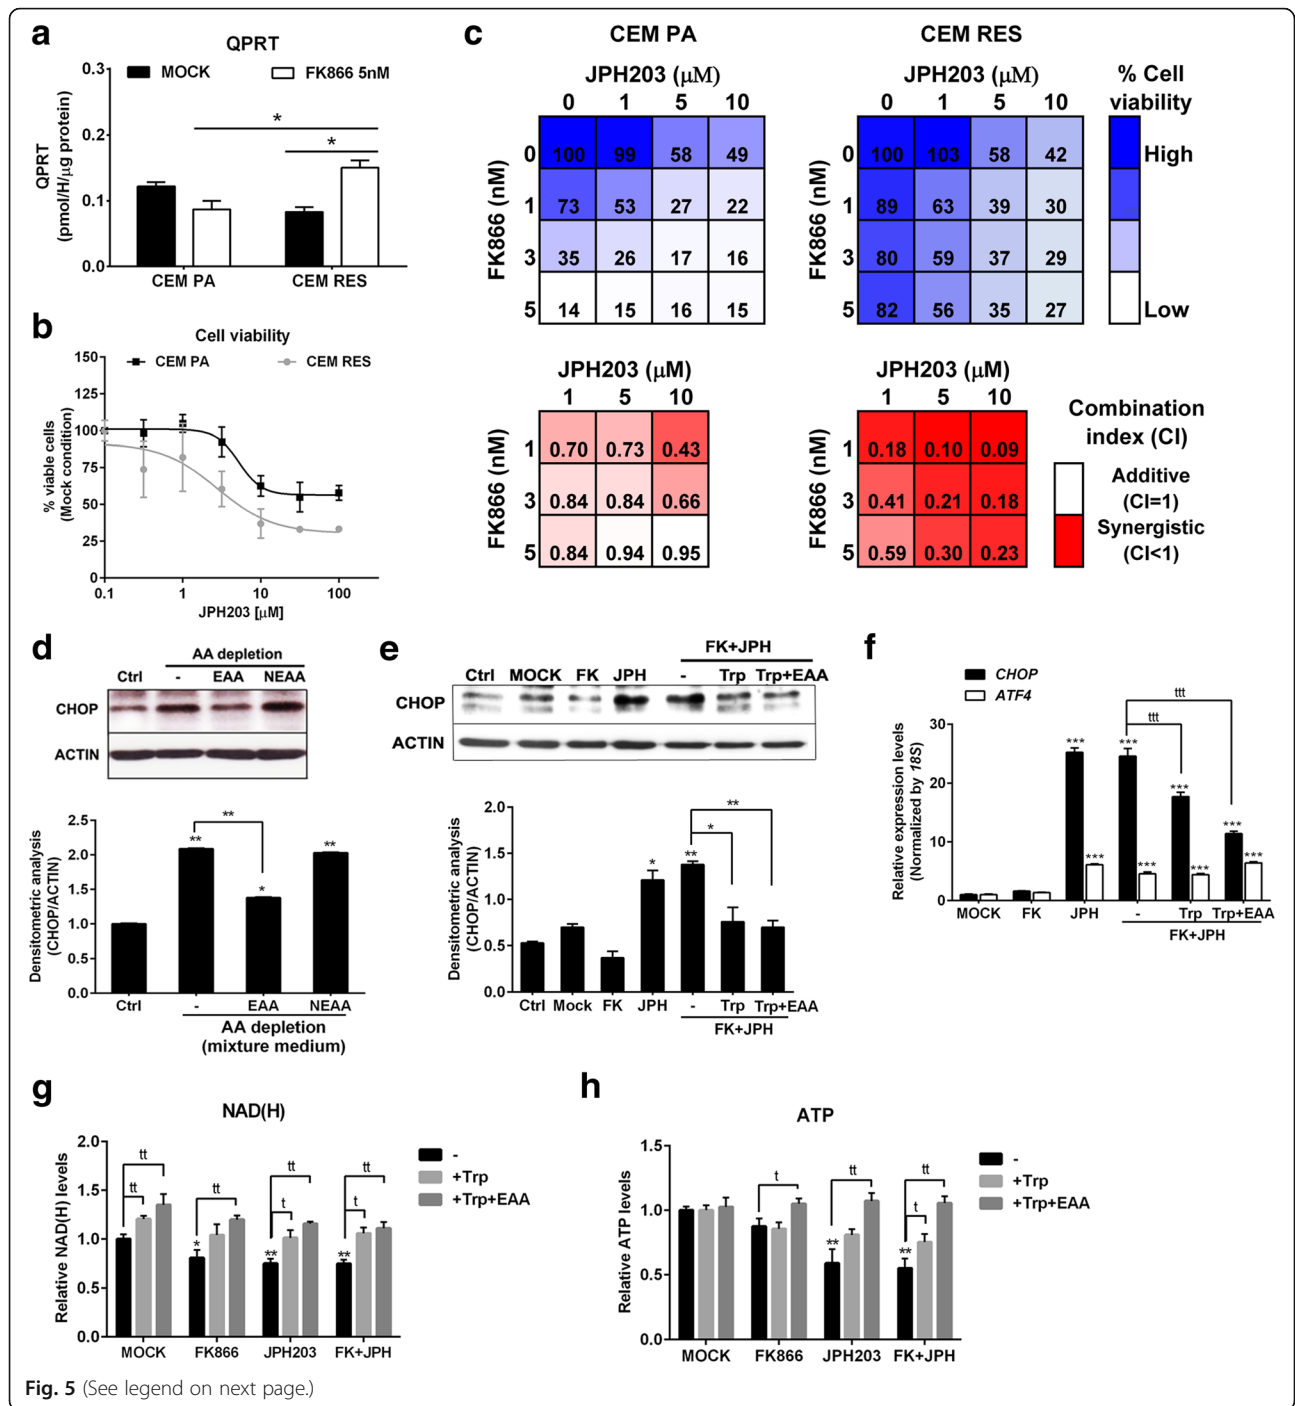 a
QPRT
MOCK
FK866 5nM
QPRT
(pmol/H/μg protein)
0.3
0.2
0.1
0.0
*
*
CEM PA
CEM RES
b
Cell viability
CEM PA
CEM RES
% viable cells
(Mock condition)
150
125
100
75
50
25
0
0.1
1
10
100
JPH203 [μM]
c
CEM PA
JPH203 (μM)
0 1 5 10
FK866 (nM)
0 100 99 58 49
1 73 53 27 22
3 35 26 17 16
5 14 15 16 15
CEM RES
JPH203 (μM)
0 1 5 10
FK866 (nM)
0 100 103 58 42
1 89 63 39 30
3 80 59 37 29
5 82 56 35 27
% Cell
viability
High
Low
JPH203 (μM)
1 5 10
FK866 (nM)
1 0.70 0.73 0.43
3 0.84 0.84 0.66
5 0.84 0.94 0.95
JPH203 (μM)
1 5 10
FK866 (nM)
1 0.18 0.10 0.09
3 0.41 0.21 0.18
5 0.59 0.30 0.23
Combination
index (CI)
Additive
(CI=1)
Synergistic
(CI<1)
d
AA depletion
Ctrl - EAA NEAA
CHOP
ACTIN
Densitometric analysis
(CHOP/ACTIN)
2.5
2.0
1.5
1.0
0.5
0.0
**
**
*
**
Ctrl - EAA NEAA
AA depletion
(mixture medium)
e
FK+JPH
Ctrl MOCK FK JPH - Trp Trp+EAA
CHOP
ACTIN
Densitometric analysis
(CHOP/ACTIN)
2.0
1.5
1.0
0.5
0.0
**
*
*
**
Ctrl Mock FK JPH - Trp Trp+EAA
FK+JPH
f
CHOP
ATF4
Relative expression levels
(Normalized by 18S)
30
20
10
0
ttt
ttt
***
***
***
***
***
***
***
***
MOCK FK JPH - Trp Trp+EAA
FK+JPH
g
NAD(H)
Relative NAD(H) levels
2.0
1.5
1.0
0.5
0.0
tt
tt
tt
*
tt
t
**
tt
t
**
MOCK FK866 JPH203 FK+JPH
-
+Trp
+Trp+EAA
h
ATP
Relative ATP levels
1.5
1.0
0.5
0.0
t
tt
**
tt
t
**
MOCK FK866 JPH203 FK+JPH
-
+Trp
+Trp+EAA
Fig. 5 (See legend on next page.)